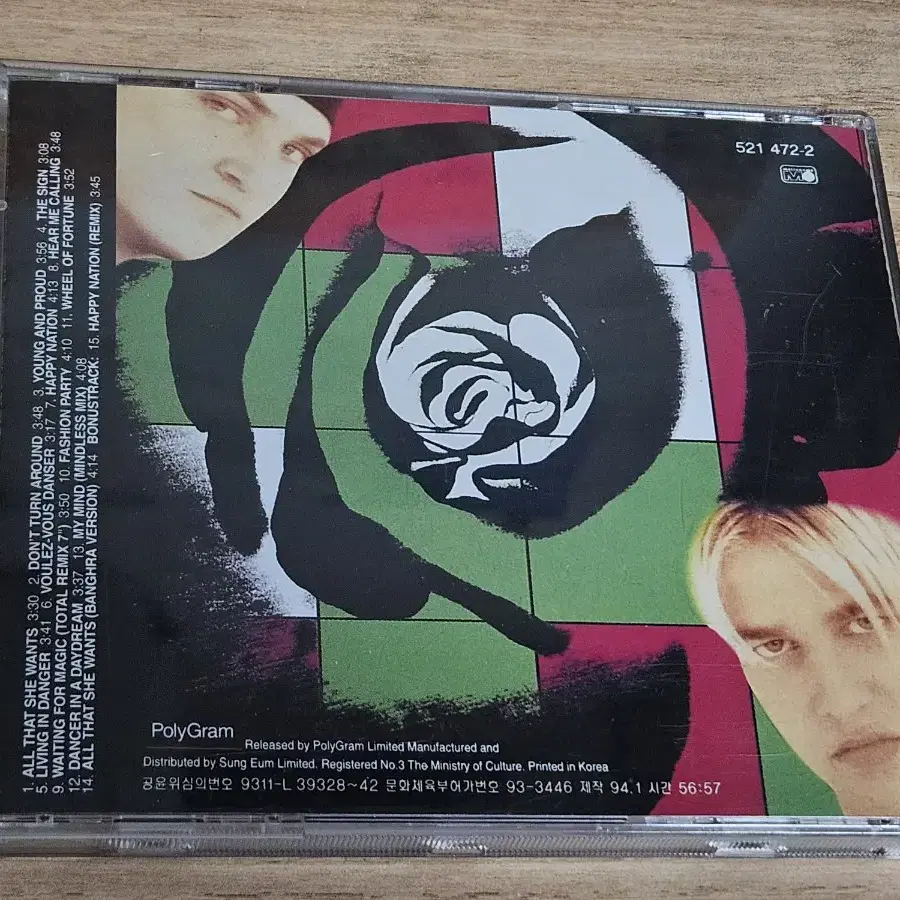 1. ALL THAT SHE WANTS 3:30 2. DON'T TURN AROUND 3:48 3. YOUNG AND PROUD 3:56 4. THE SIGN 3:08
5. LIVING IN DANGER 3:41 6. VOULEZ-VOUS DANSER 3:17 7. HAPPY NATION 4:13 8. HEAR ME CALLING 3:48
9. WAITING FOR MAGIC (TOTAL REMIX 7") 3:50 10. FASHION PARTY 4:10 11. WHEEL OF FORTUNE 3:52
12. DANCER IN A DAYDREAM 3:37 13. MY MIND (MINDLESS MIX) 4:08
14. ALL THAT SHE WANTS (BANGHRA VERSION) 4:14 BONUSTRACK: 15. HAPPY NATION (REMIX) 3:45
521 472-2
PolyGram
Released by PolyGram Limited Manufactured and
Distributed by Sung Eum Limited. Registered No.3 The Ministry of Culture. Printed in Korea
공윤위심의번호 9311-L 39328~42 문화체육부허가번호 93-3446 제작 94.1 시간 56:57